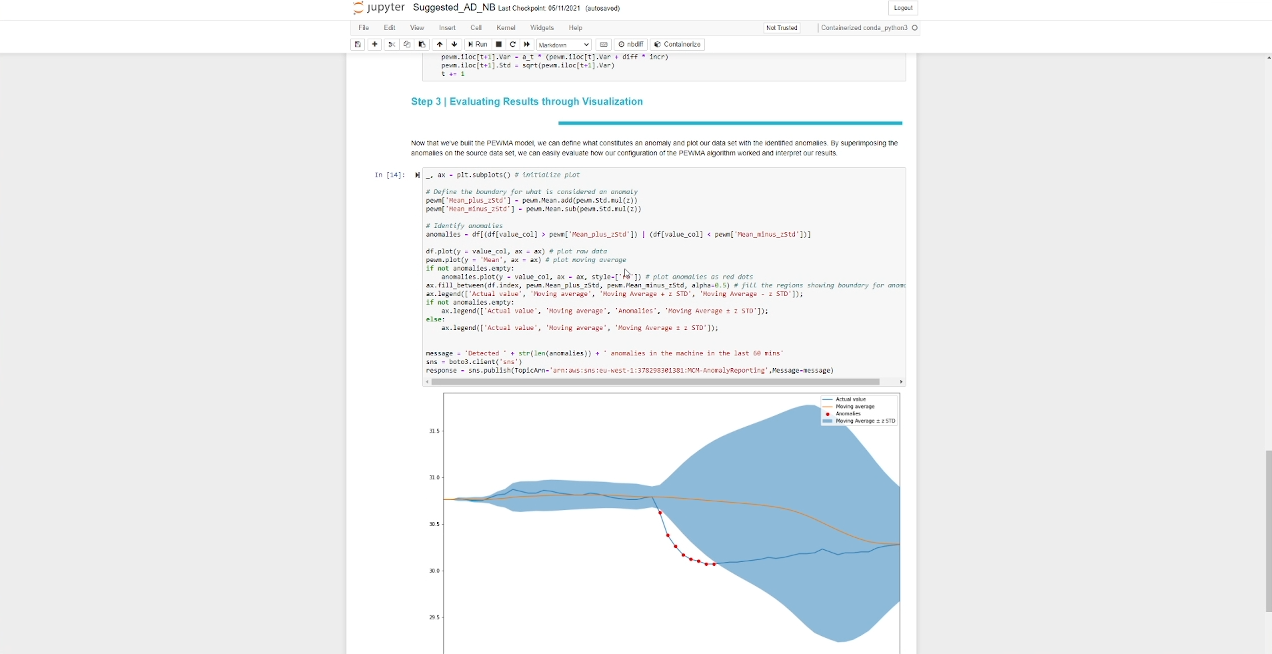 jupyter Suggested_AD_NB Last Checkpoint: 05/11/2021 (autosaved)
Logout
File Edit View Insert Cell Kernel Widgets Help
Not Trusted
Containerized conda_python3
Run
Markdown
nbdiff
Containerize
pewm.iloc[t+1].Var = a_t * (pewm.iloc[t].Var + diff * incr)
pewm.iloc[t+1].Std = sqrt(pewm.iloc[t+1].Var)
t += 1
Step 3 | Evaluating Results through Visualization
Now that we've built the PEWMA model, we can define what constitutes an anomaly and plot our data set with the identified anomalies. By superimposing the
anomalies on the source data set, we can easily evaluate how our configuration of the PEWMA algorithm worked and interpret our results.
In [14]:
_, ax = plt.subplots() # initialize plot
# Define the boundary for what is considered an anomaly
pewm['Mean_plus_zStd'] = pewm.Mean.add(pewm.Std.mul(z))
pewm['Mean_minus_zStd'] = pewm.Mean.sub(pewm.Std.mul(z))
# Identify anomalies
anomalies = df[(df[value_col] > pewm['Mean_plus_zStd']) | (df[value_col] < pewm['Mean_minus_zStd'])]
df.plot(y = value_col, ax = ax) # plot raw data
pewm.plot(y = 'Mean', ax = ax) # plot moving average
if not anomalies.empty:
anomalies.plot(y = value_col, ax = ax, style=['ro']) # plot anomalies as red dots
ax.fill_between(df.index, pewm.Mean_plus_zStd, pewm.Mean_minus_zStd, alpha=0.5) # fill the regions showing boundary for anom
ax.legend(['Actual value', 'Moving average', 'Moving Average + z STD', 'Moving Average - z STD']);
if not anomalies.empty:
ax.legend(['Actual value', 'Moving average', 'Anomalies', 'Moving Average ± z STD']);
else:
ax.legend(['Actual value', 'Moving average', 'Moving Average ± z STD']);
message = 'Detected ' + str(len(anomalies)) + ' anomalies in the machine in the last 60 mins'
sns = boto3.client('sns')
response = sns.publish(TopicArn='arn:aws:sns:eu-west-1:378298301381:MCM-AnomalyReporting',Message=message)
Actual value
Moving average
Anomalies
Moving Average ± z STD
31.5
31.0
30.5
30.0
29.5